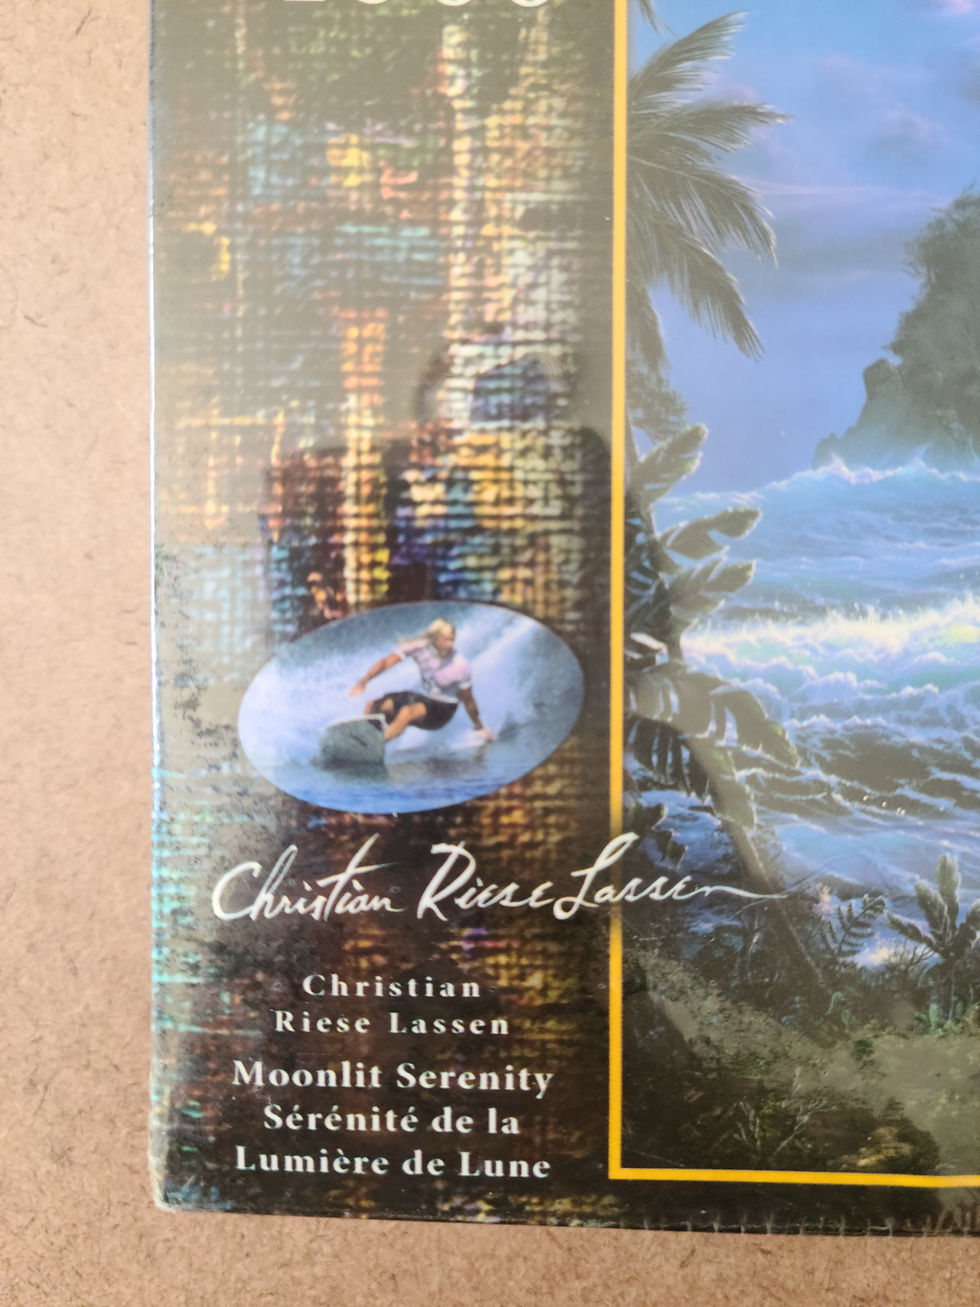 Christian Riese Lassen
Christian
Riese Lassen
Moonlit Serenity
Sérénité de la
Lumière de Lune